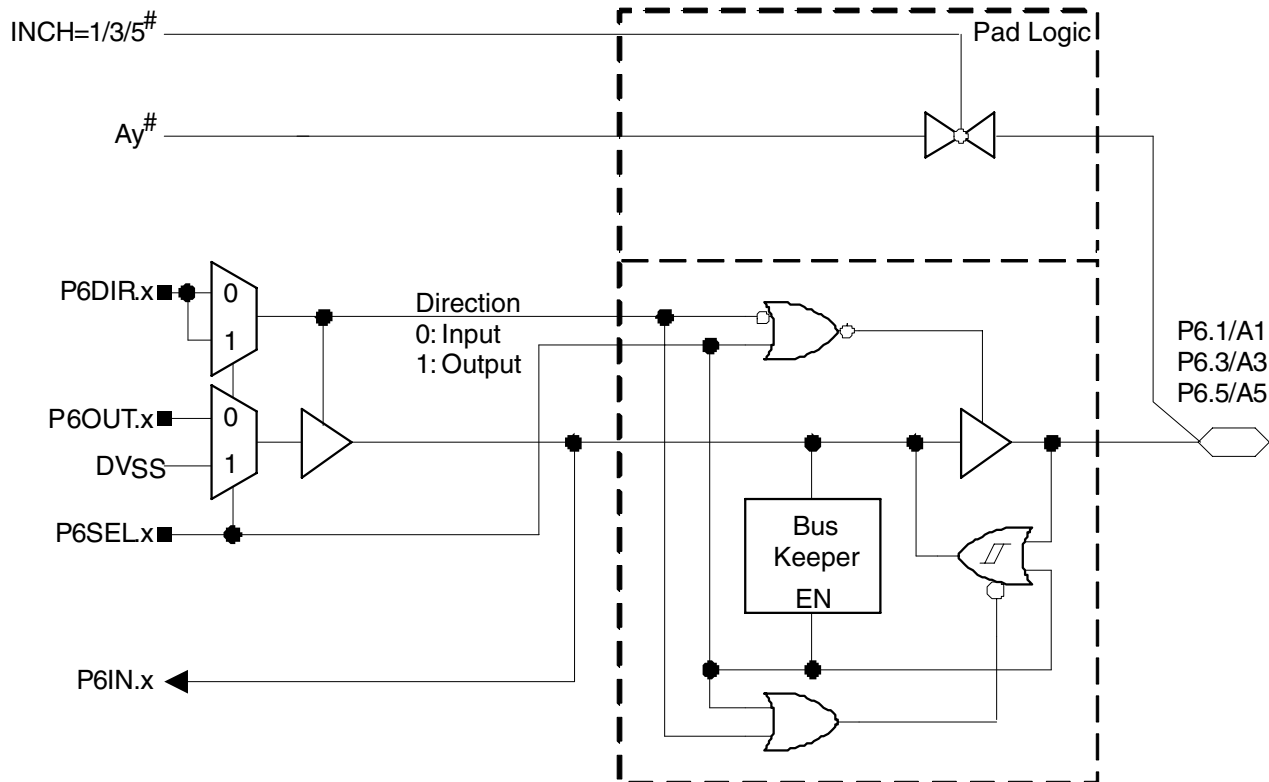 INCH=1/3/5#
Pad Logic
Ay#
P6DIR.x
0
1
Direction
0: Input
1: Output
P6.1/A1
P6.3/A3
P6.5/A5
P6OUT.x
0
DVSS
1
P6SEL.x
Bus
Keeper
EN
P6IN.x